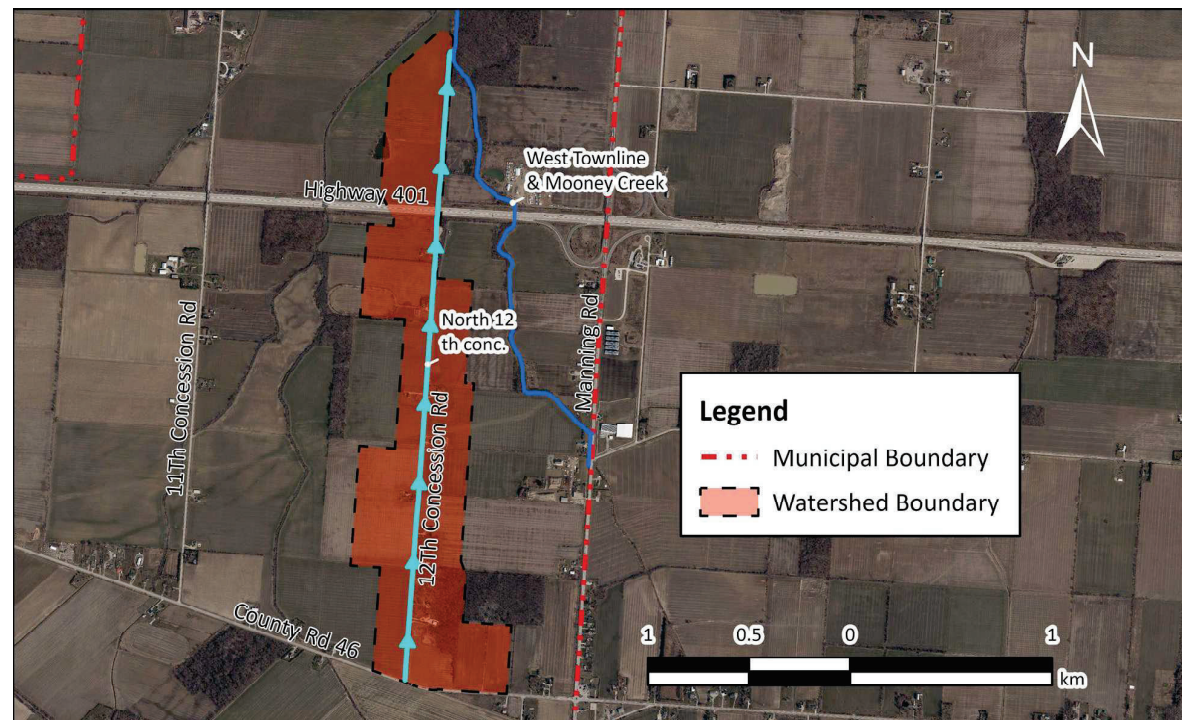 N
West Townline
& Mooney Creek
Highway 401
North 12
th conc.
Manning Rd
11Th Concession Rd
12Th Concession Rd
County Rd 46
Legend
Municipal Boundary
Watershed Boundary
1 0.5 0 1
km